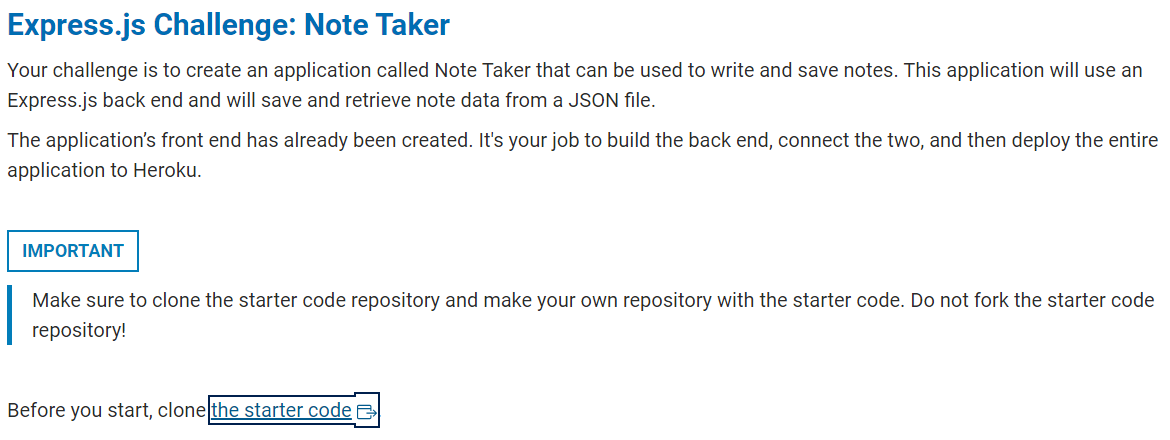 Express.js Challenge: Note Taker
Your challenge is to create an application called Note Taker that can be used to write and save notes. This application will use an
Express.js back end and will save and retrieve note data from a JSON file.
The application’s front end has already been created. It's your job to build the back end, connect the two, and then deploy the entire
application to Heroku.
IMPORTANT
Make sure to clone the starter code repository and make your own repository with the starter code. Do not fork the starter code
repository!
Before you start, clone the starter code